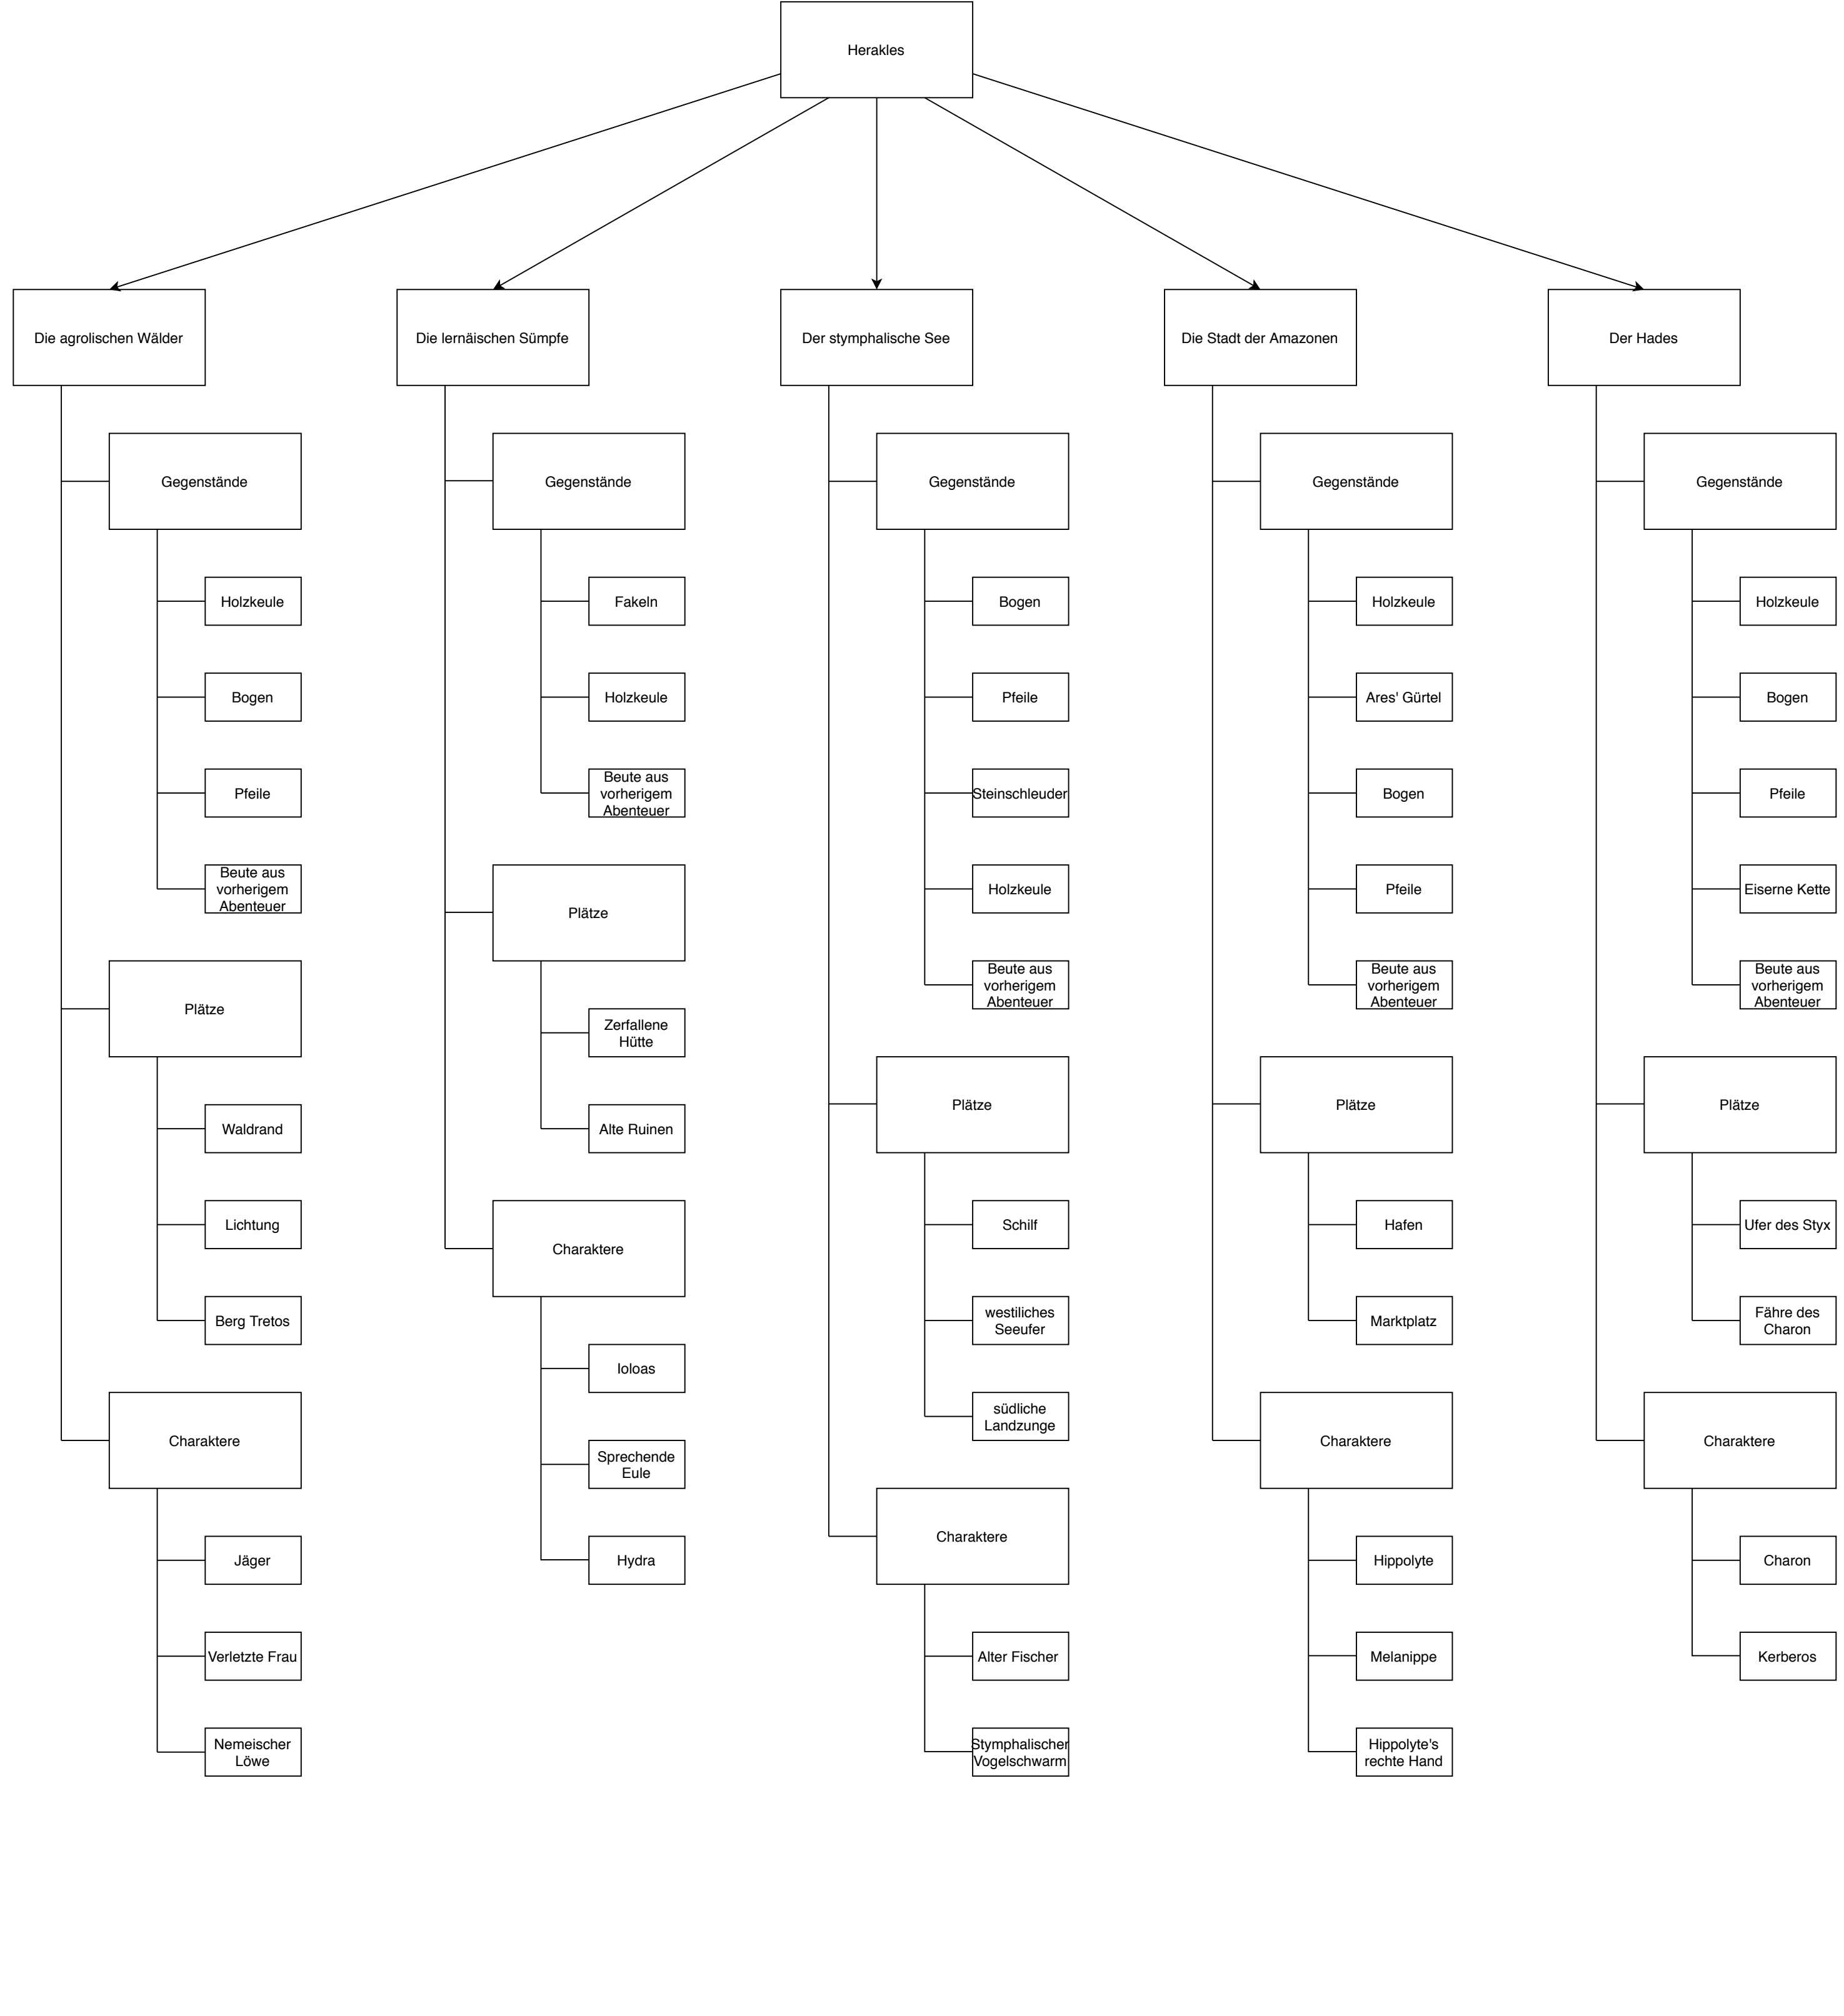 Herakles
Die agrolischen Wälder
Gegenstände
Holzkeule
Bogen
Pfeile
Beute aus
vorherigem
Abenteuer
Plätze
Waldrand
Lichtung
Berg Tretos
Charaktere
Jäger
Verletzte Frau
Nemeischer
Löwe
Die lernäischen Sümpfe
Gegenstände
Fakeln
Holzkeule
Beute aus
vorherigem
Abenteuer
Plätze
Zerfallene
Hütte
Alte Ruinen
Charaktere
Ioloas
Sprechende
Eule
Hydra
Der stymphalische See
Gegenstände
Bogen
Pfeile
Steinschleuder
Holzkeule
Beute aus
vorherigem
Abenteuer
Plätze
Schilf
westiliches
Seeufer
südliche
Landzunge
Charaktere
Alter Fischer
Stymphalischer
Vogelschwarm
Die Stadt der Amazonen
Gegenstände
Holzkeule
Ares' Gürtel
Bogen
Pfeile
Beute aus
vorherigem
Abenteuer
Plätze
Hafen
Marktplatz
Charaktere
Hippolyte
Melanippe
Hippolyte's
rechte Hand
Der Hades
Gegenstände
Holzkeule
Bogen
Pfeile
Eiserne Kette
Beute aus
vorherigem
Abenteuer
Plätze
Ufer des Styx
Fähre des
Charon
Charaktere
Charon
Kerberos